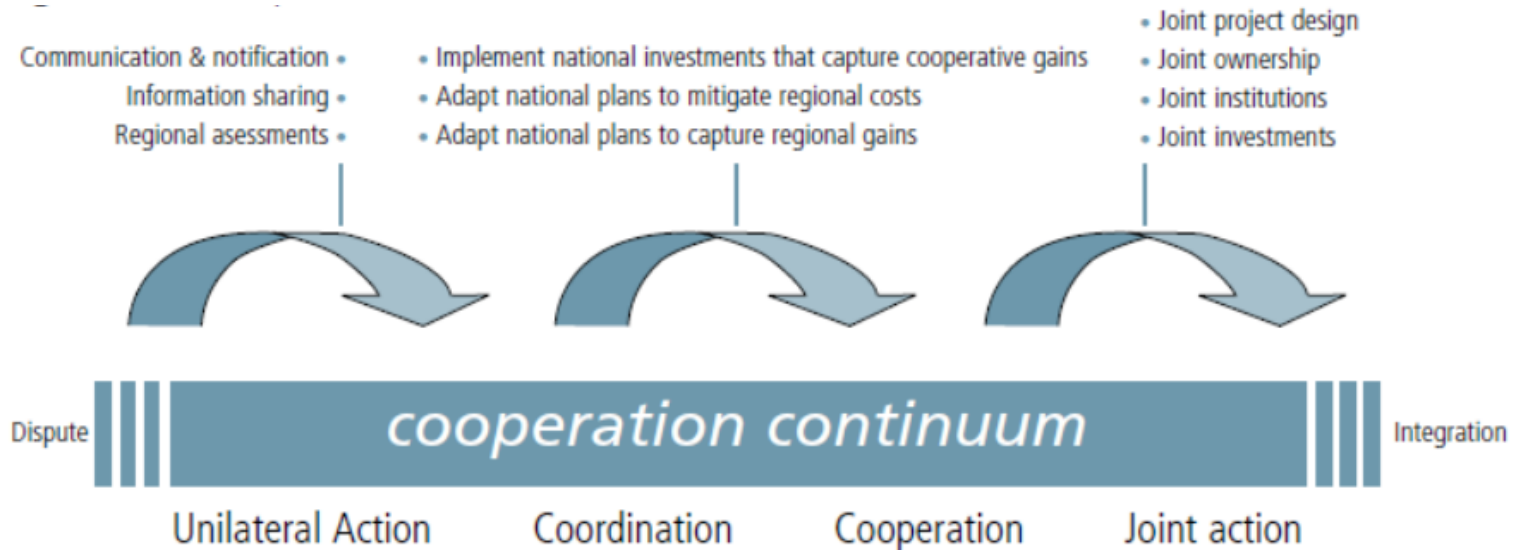 Communication & notification •
Information sharing •
Regional asessments •
• Implement national investments that capture cooperative gains
• Adapt national plans to mitigate regional costs
• Adapt national plans to capture regional gains
• Joint project design
• Joint ownership
• Joint institutions
• Joint investments
Dispute
cooperation continuum
Integration
Unilateral Action
Coordination
Cooperation
Joint action